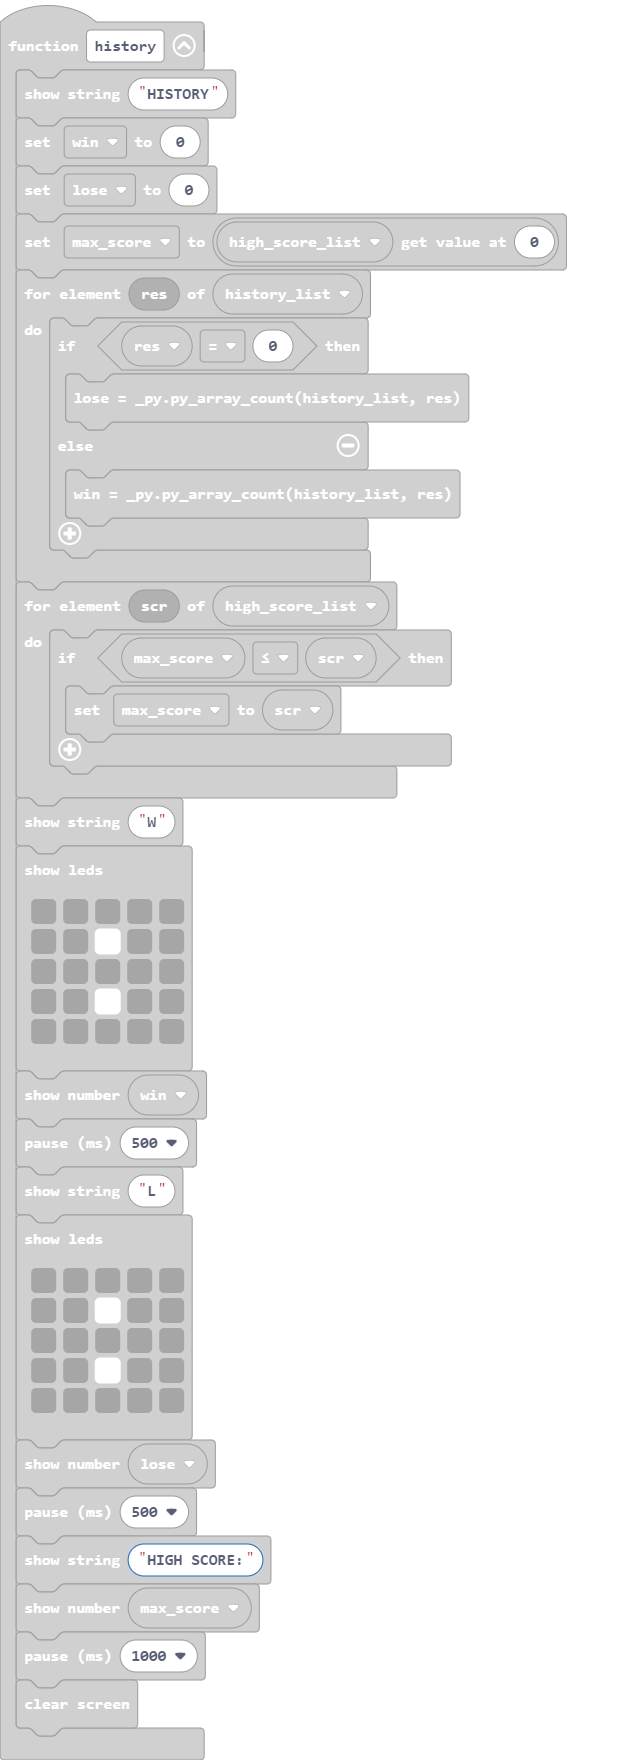 function history
show string "HISTORY"
set win to 0
set lose to 0
set max_score to high_score_list get value at 0
for element res of history_list
do
if res = 0 then
lose = _py.py_array_count(history_list, res)
else
win = _py.py_array_count(history_list, res)
for element scr of high_score_list
do
if max_score ≤ scr then
set max_score to scr
show string "W"
show leds
show number win
pause (ms) 500
show string "L"
show leds
show number lose
pause (ms) 500
show string "HIGH SCORE:"
show number max_score
pause (ms) 1000
clear screen